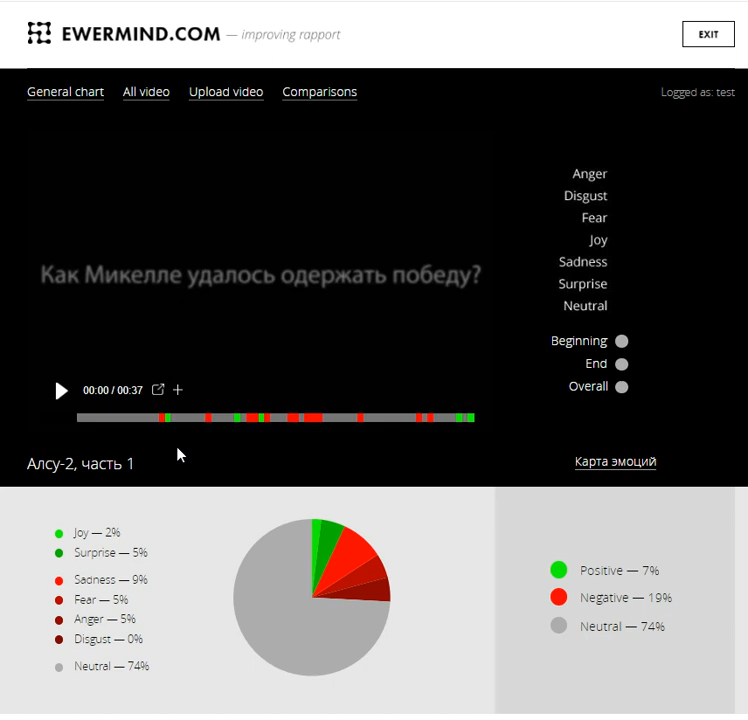 EWERMIND.COM — improving rapport
EXIT
General chart All video Upload video Comparisons
Logged as: test
Anger
Disgust
Fear
Joy
Sadness
Surprise
Neutral
Как Микелле удалось одержать победу?
Beginning
End
Overall
00:00 / 00:37
Алсу-2, часть 1
Карта эмоций
Joy — 2%
Surprise — 5%
Sadness — 9%
Fear — 5%
Anger — 5%
Disgust — 0%
Neutral — 74%
Positive — 7%
Negative — 19%
Neutral — 74%